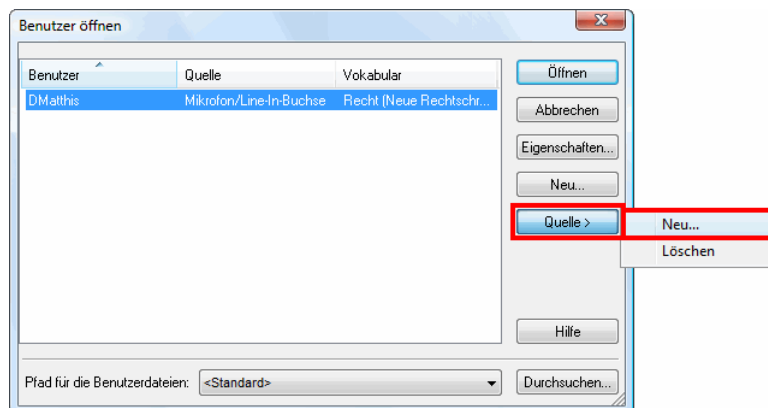 Benutzer öffnen
Benutzer Quelle Vokabular
DMatthis Mikrofon/Line-In-Buchse Recht (Neue Rechtschr...
Öffnen
Abbrechen
Eigenschaften...
Neu...
Quelle >
Neu...
Löschen
Hilfe
Pfad für die Benutzerdateien: <Standard>
Durchsuchen...